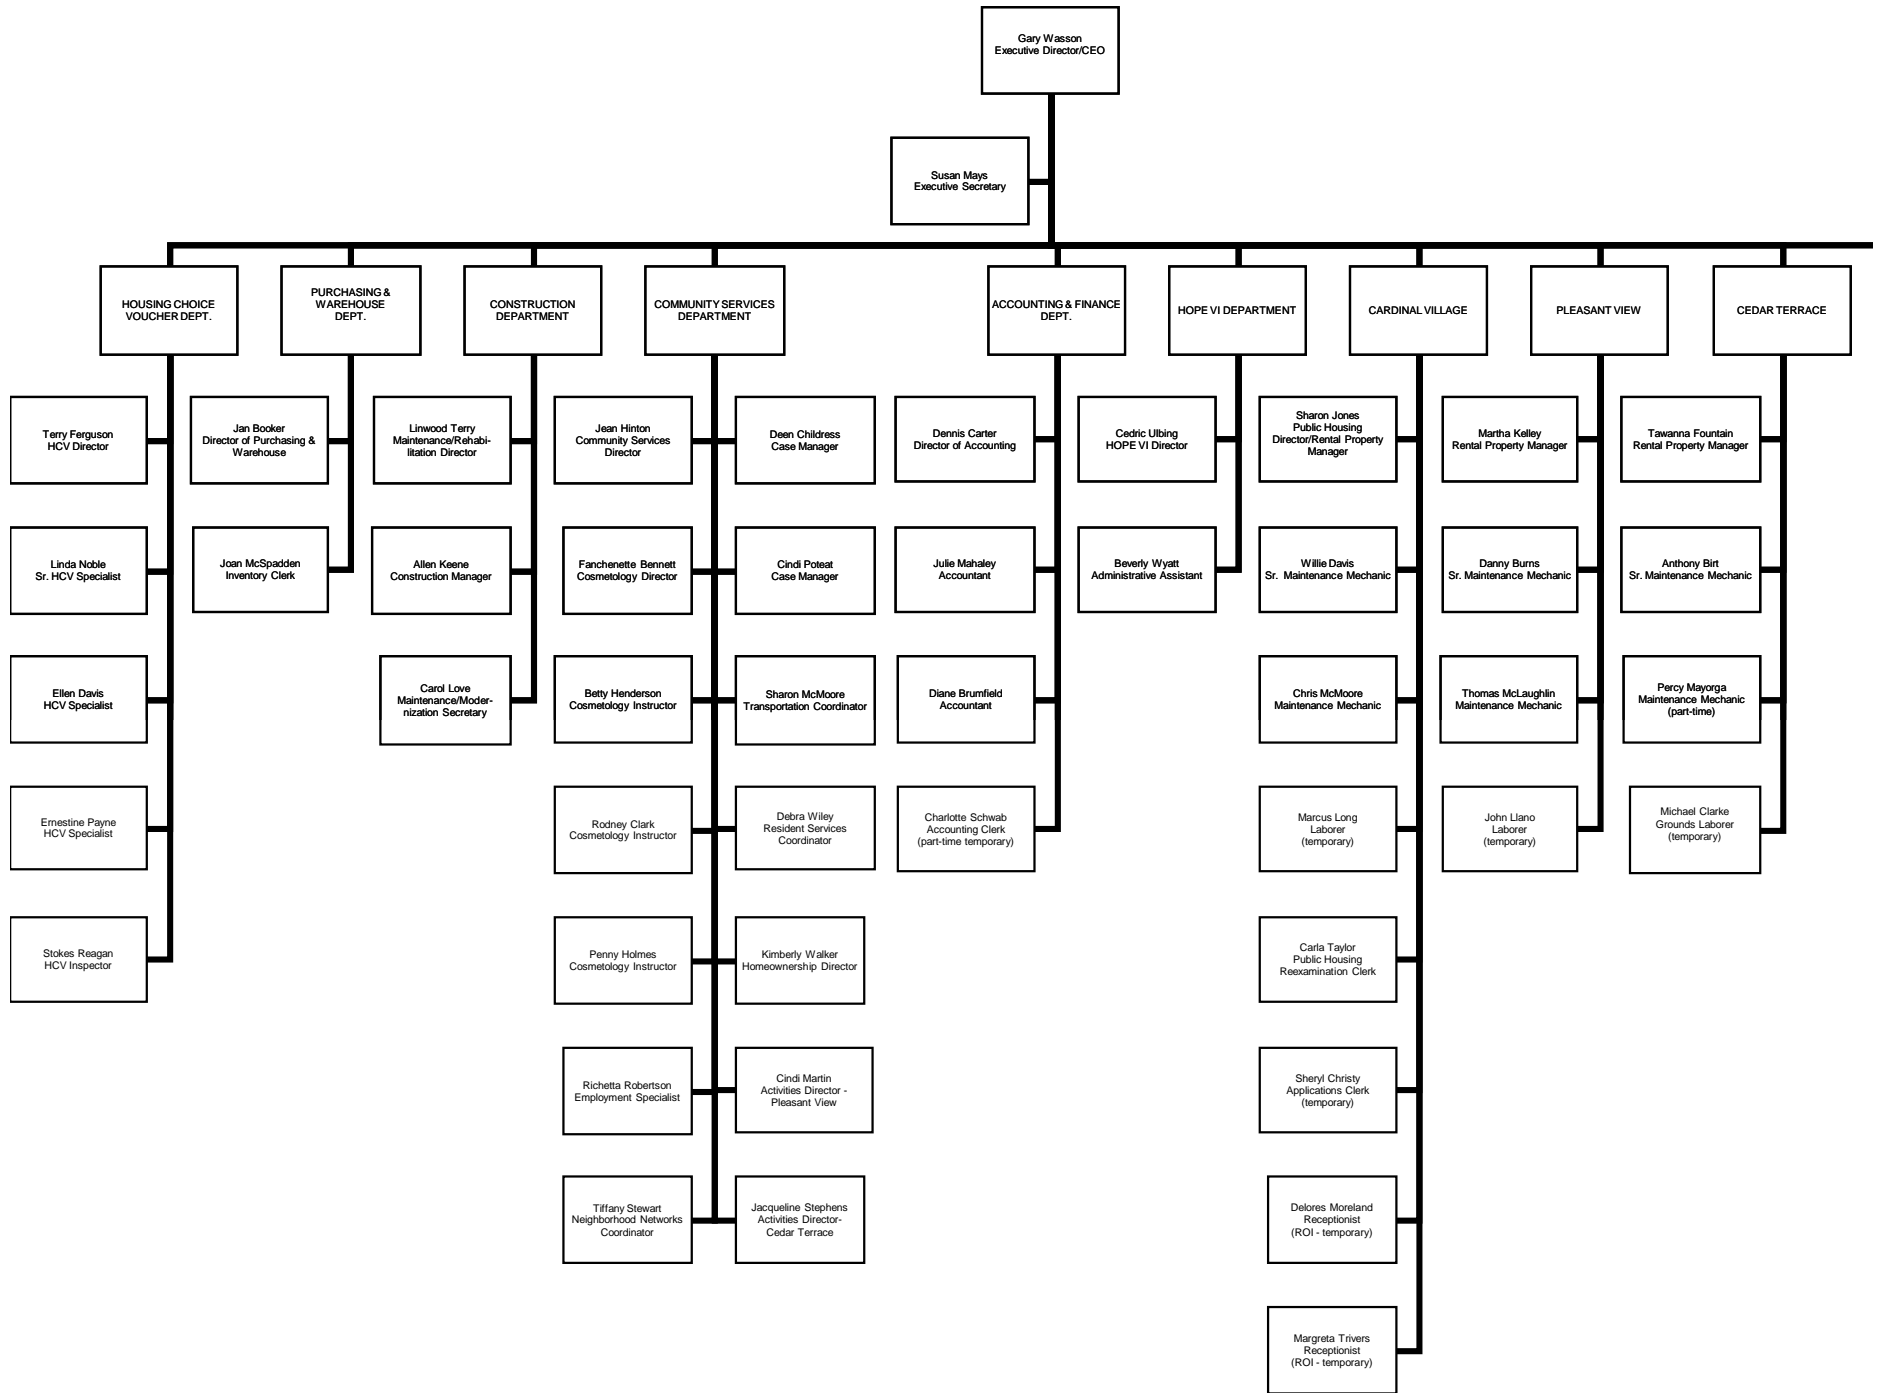 Gary Wasson
Executive Director/CEO
Susan Mays
Executive Secretary
HOUSING CHOICE
VOUCHER DEPT.
PURCHASING &
WAREHOUSE
DEPT.
CONSTRUCTION
DEPARTMENT
COMMUNITY SERVICES
DEPARTMENT
ACCOUNTING & FINANCE
DEPT.
HOPE VI DEPARTMENT
CARDINAL VILLAGE
PLEASANT VIEW
CEDAR TERRACE
Terry Ferguson
HCV Director
Jan Booker
Director of Purchasing &
Warehouse
Linwood Terry
Maintenance/Rehabi-
litation Director
Jean Hinton
Community Services
Director
Deen Childress
Case Manager
Dennis Carter
Director of Accounting
Cedric Ulbing
HOPE VI Director
Sharon Jones
Public Housing
Director/Rental Property
Manager
Martha Kelley
Rental Property Manager
Tawanna Fountain
Rental Property Manager
Linda Noble
Sr. HCV Specialist
Joan McSpadden
Inventory Clerk
Allen Keene
Construction Manager
Fanchenette Bennett
Cosmetology Director
Cindi Poteat
Case Manager
Julie Mahaley
Accountant
Beverly Wyatt
Administrative Assistant
Willie Davis
Sr. Maintenance Mechanic
Danny Burns
Sr. Maintenance Mechanic
Anthony Birt
Sr. Maintenance Mechanic
Ellen Davis
HCV Specialist
Carol Love
Maintenance/Moder-
nization Secretary
Betty Henderson
Cosmetology Instructor
Sharon McMoore
Transportation Coordinator
Diane Brumfield
Accountant
Chris McMoore
Maintenance Mechanic
Thomas McLaughlin
Maintenance Mechanic
Percy Mayorga
Maintenance Mechanic
(part-time)
Ernestine Payne
HCV Specialist
Rodney Clark
Cosmetology Instructor
Debra Wiley
Resident Services
Coordinator
Charlotte Schwab
Accounting Clerk
(part-time temporary)
Marcus Long
Laborer
(temporary)
John Llano
Laborer
(temporary)
Michael Clarke
Grounds Laborer
(temporary)
Stokes Reagan
HCV Inspector
Penny Holmes
Cosmetology Instructor
Kimberly Walker
Homeownership Director
Carla Taylor
Public Housing
Reexamination Clerk
Richetta Robertson
Employment Specialist
Cindi Martin
Activities Director -
Pleasant View
Sheryl Christy
Applications Clerk
(temporary)
Tiffany Stewart
Neighborhood Networks
Coordinator
Jacqueline Stephens
Activities Director-
Cedar Terrace
Delores Moreland
Receptionist
(ROI - temporary)
Margreta Trivers
Receptionist
(ROI - temporary)